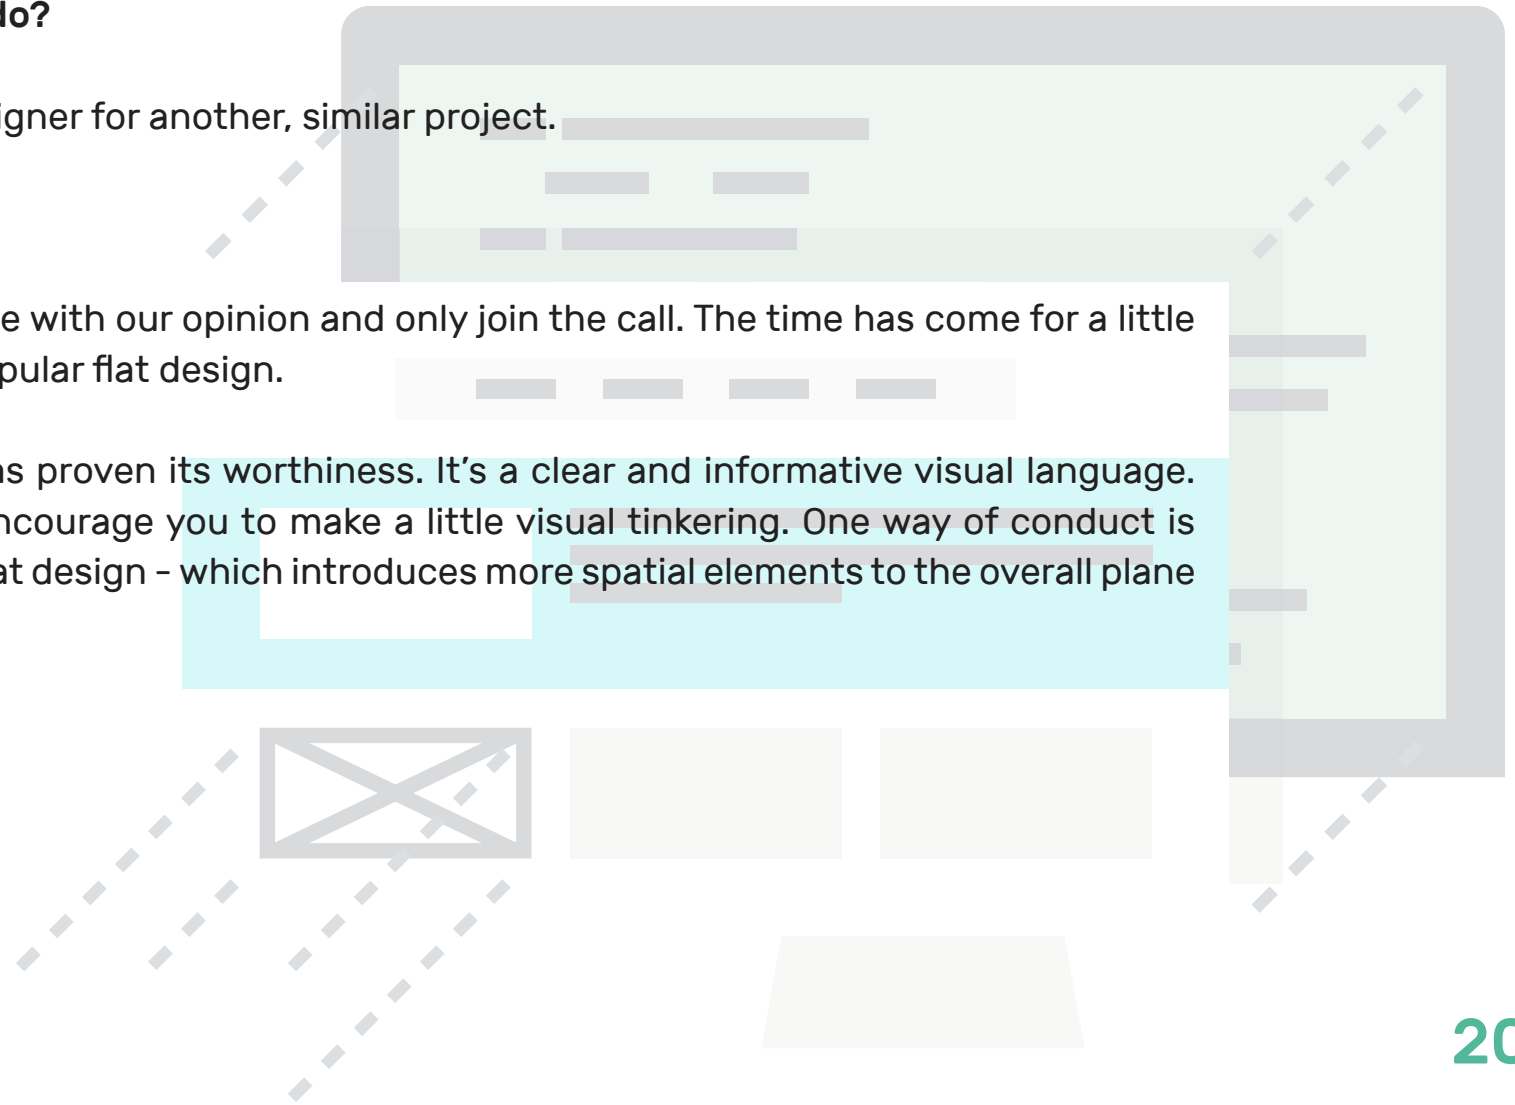 do?
igner for another, similar project.
e with our opinion and only join the call. The time has come for a little
pular flat design.
as proven its worthiness. It’s a clear and informative visual language.
ncourage you to make a little visual tinkering. One way of conduct is
at design - which introduces more spatial elements to the overall plane
20